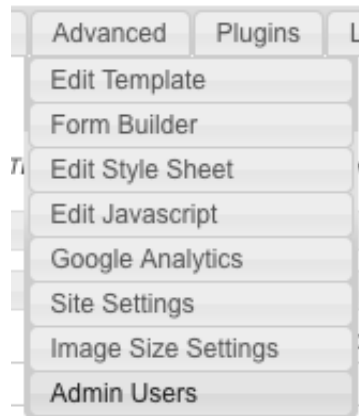 Advanced Plugins L
Edit Template
Form Builder
Edit Style Sheet
Edit Javascript
Google Analytics
Site Settings
Image Size Settings
Admin Users